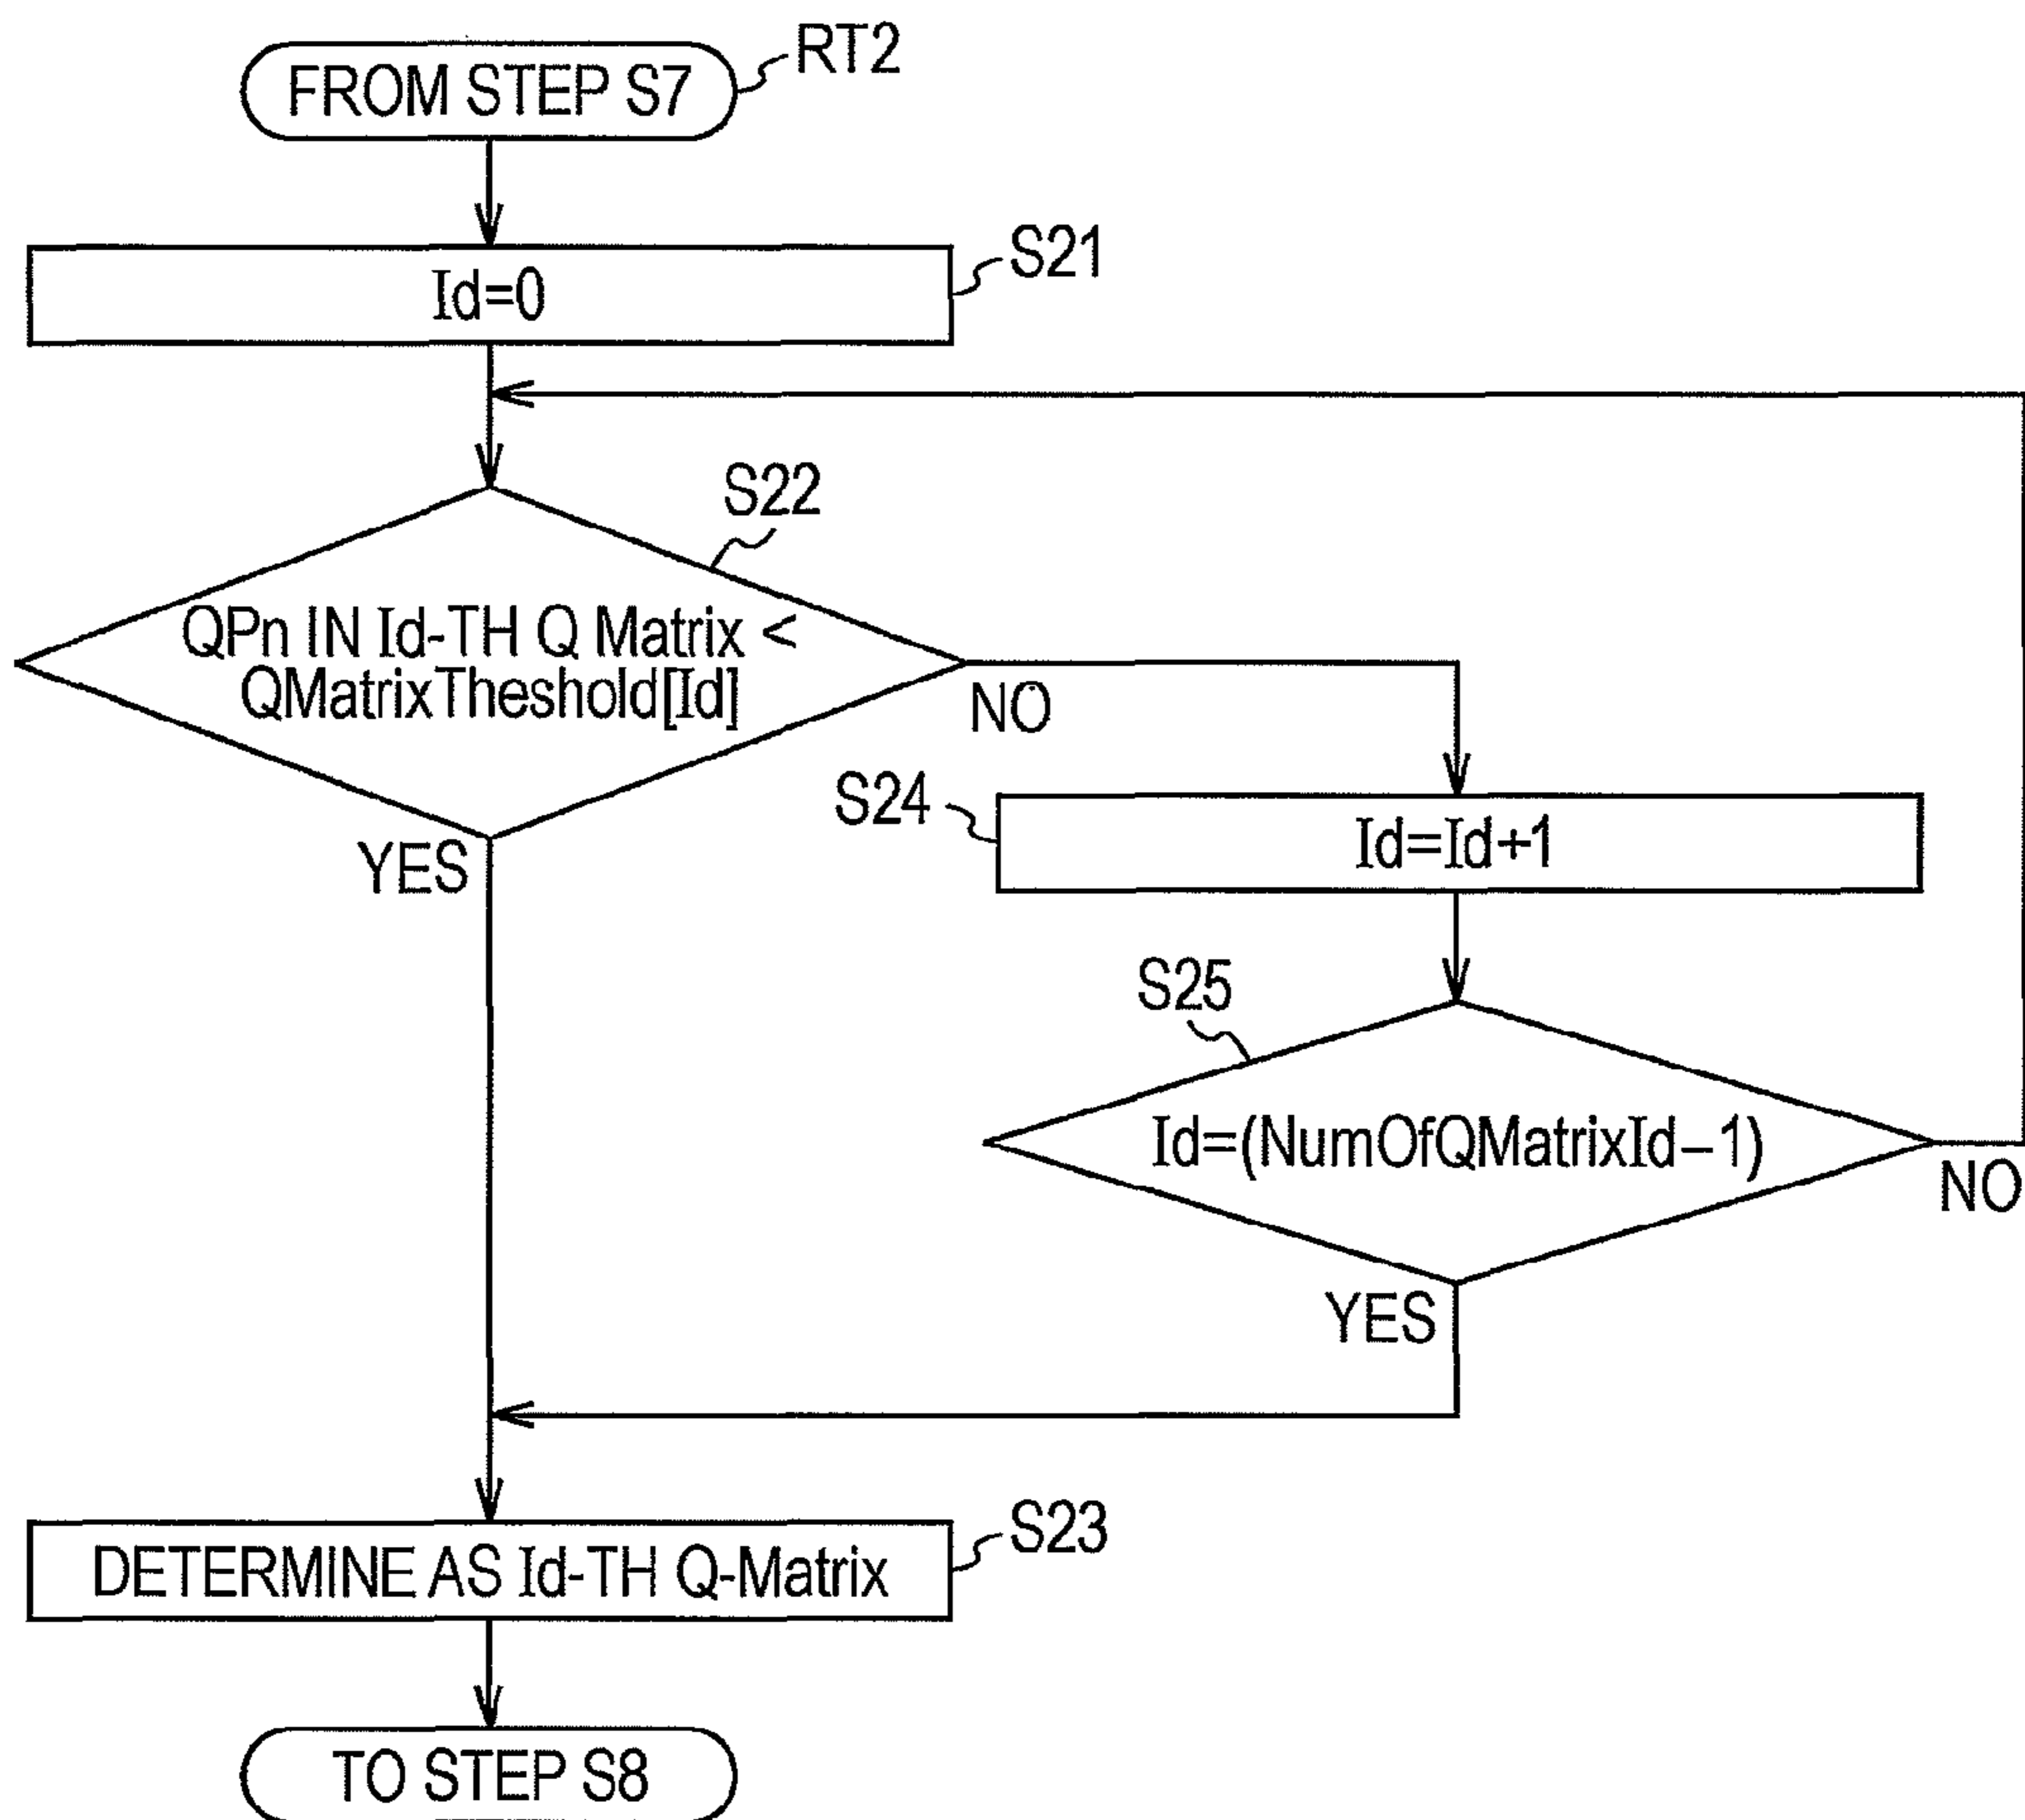 FROM STEP S7
RT2
Id=0
S21
S22
QPn IN Id-TH Q Matrix <
QMatrixTheshold[Id]
NO
YES
S24
Id=Id+1
S25
Id=(NumOfQMatrixId-1)
NO
YES
DETERMINE AS Id-TH Q-Matrix
S23
TO STEP S8